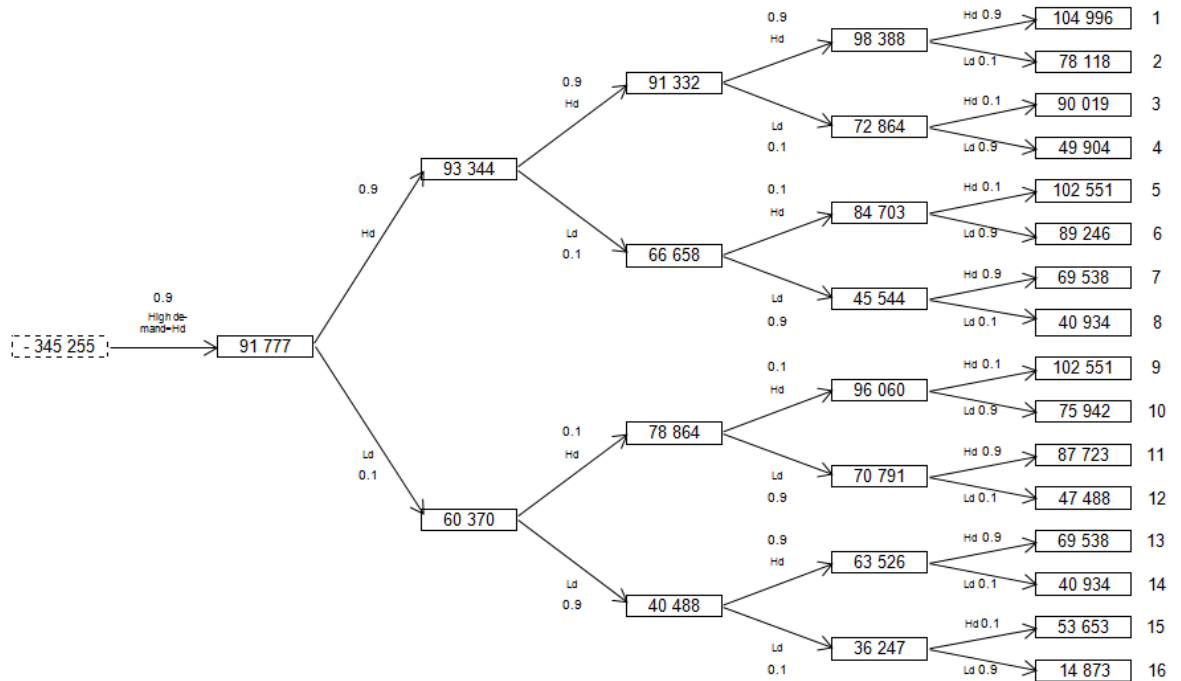 0.9
Hd
Hd 0.9
104 996
1
98 388
Ld 0.1
78 118
2
0.9
Hd
91 332
Ld
0.1
72 864
Hd 0.1
90 019
3
Ld 0.9
49 904
4
0.9
Hd
93 344
Ld
0.1
66 658
0.1
Hd
84 703
Hd 0.1
102 551
5
Ld 0.9
89 246
6
Ld
0.9
45 544
Hd 0.9
69 538
7
Ld 0.1
40 934
8
- 345 255
0.9
High de-
mand=Hd
91 777
Ld
0.1
60 370
0.1
Hd
78 864
0.1
Hd
96 060
Hd 0.1
102 551
9
Ld 0.9
75 942
10
Ld
0.9
70 791
Hd 0.9
87 723
11
Ld 0.1
47 488
12
Ld
0.9
40 488
0.9
Hd
63 526
Hd 0.9
69 538
13
Ld 0.1
40 934
14
Ld
0.1
36 247
Hd 0.1
53 653
15
Ld 0.9
14 873
16